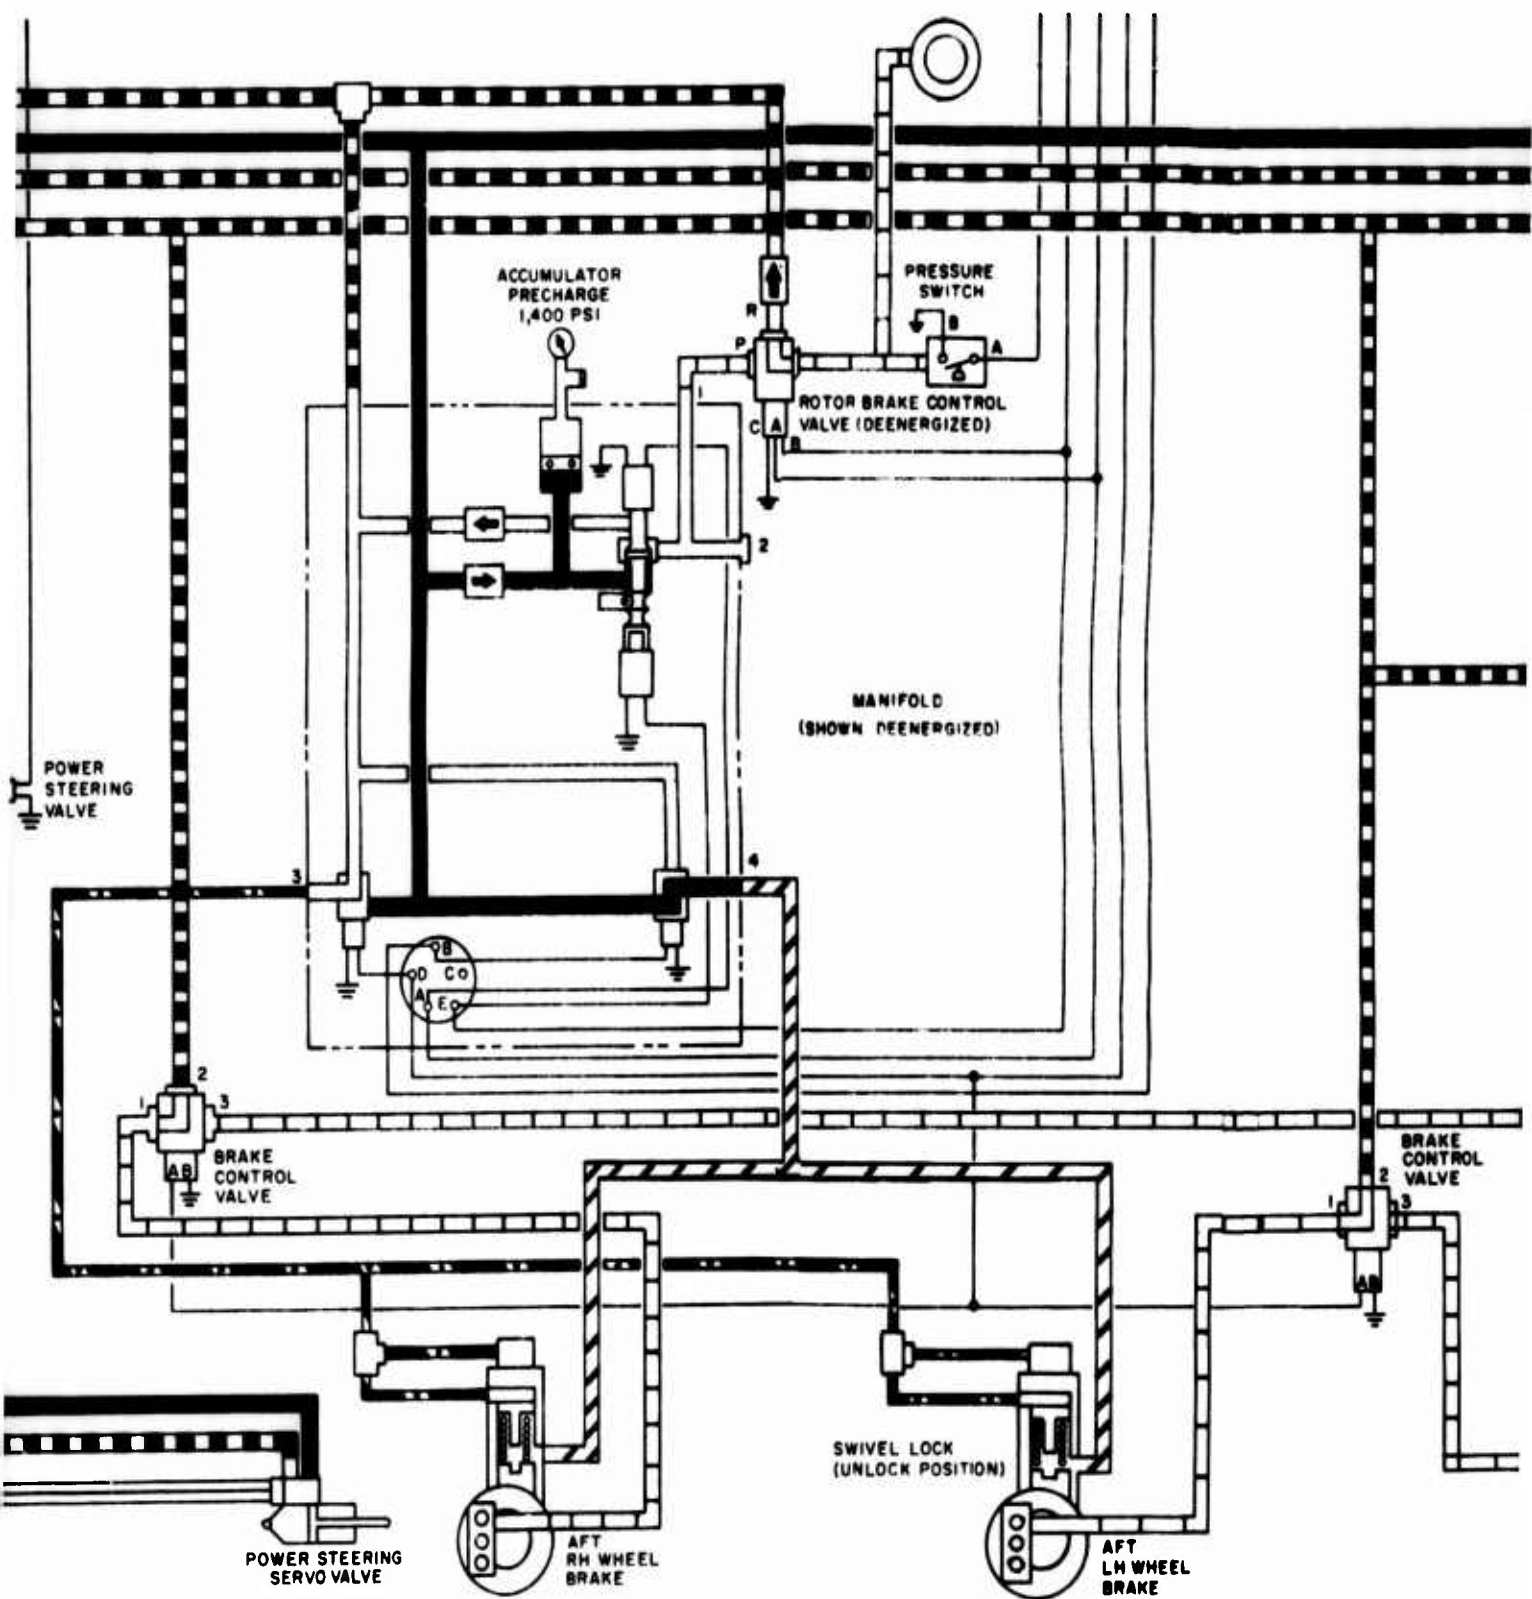 ACCUMULATOR
PRECHARGE
1,400 PSI
PRESSURE
SWITCH
R
B
A
P
1
ROTOR BRAKE CONTROL
VALVE (DEENERGIZED)
C
A
B
2
MANIFOLD
(SHOWN DEENERGIZED)
POWER
STEERING
VALVE
3
4
B
D
C
A
E
2
1
3
BRAKE
CONTROL
VALVE
AB
BRAKE
CONTROL
VALVE
2
1
3
AB
SWIVEL LOCK
(UNLOCK POSITION)
POWER STEERING
SERVO VALVE
AFT
RH WHEEL
BRAKE
AFT
LH WHEEL
BRAKE